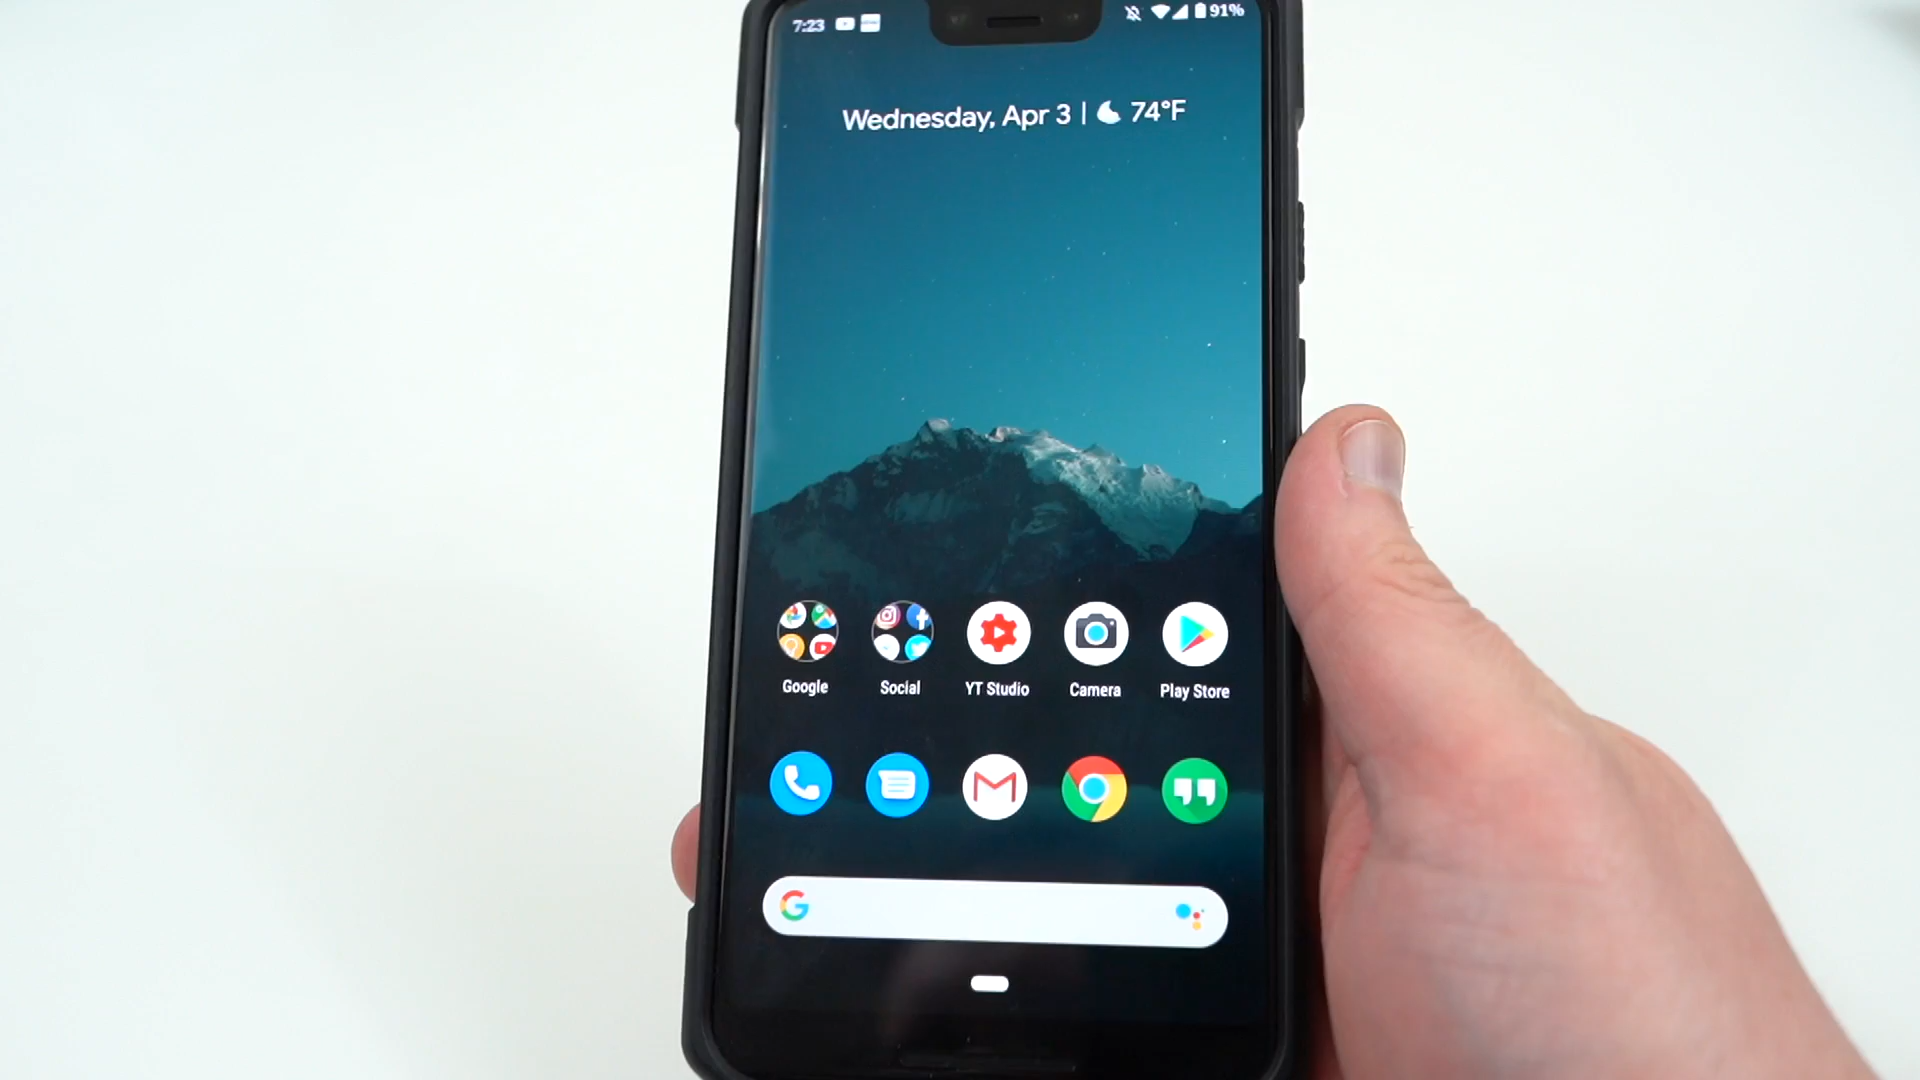 7:23 91%
Wednesday, Apr 3 | 74°F
Google Social YT Studio Camera Play Store